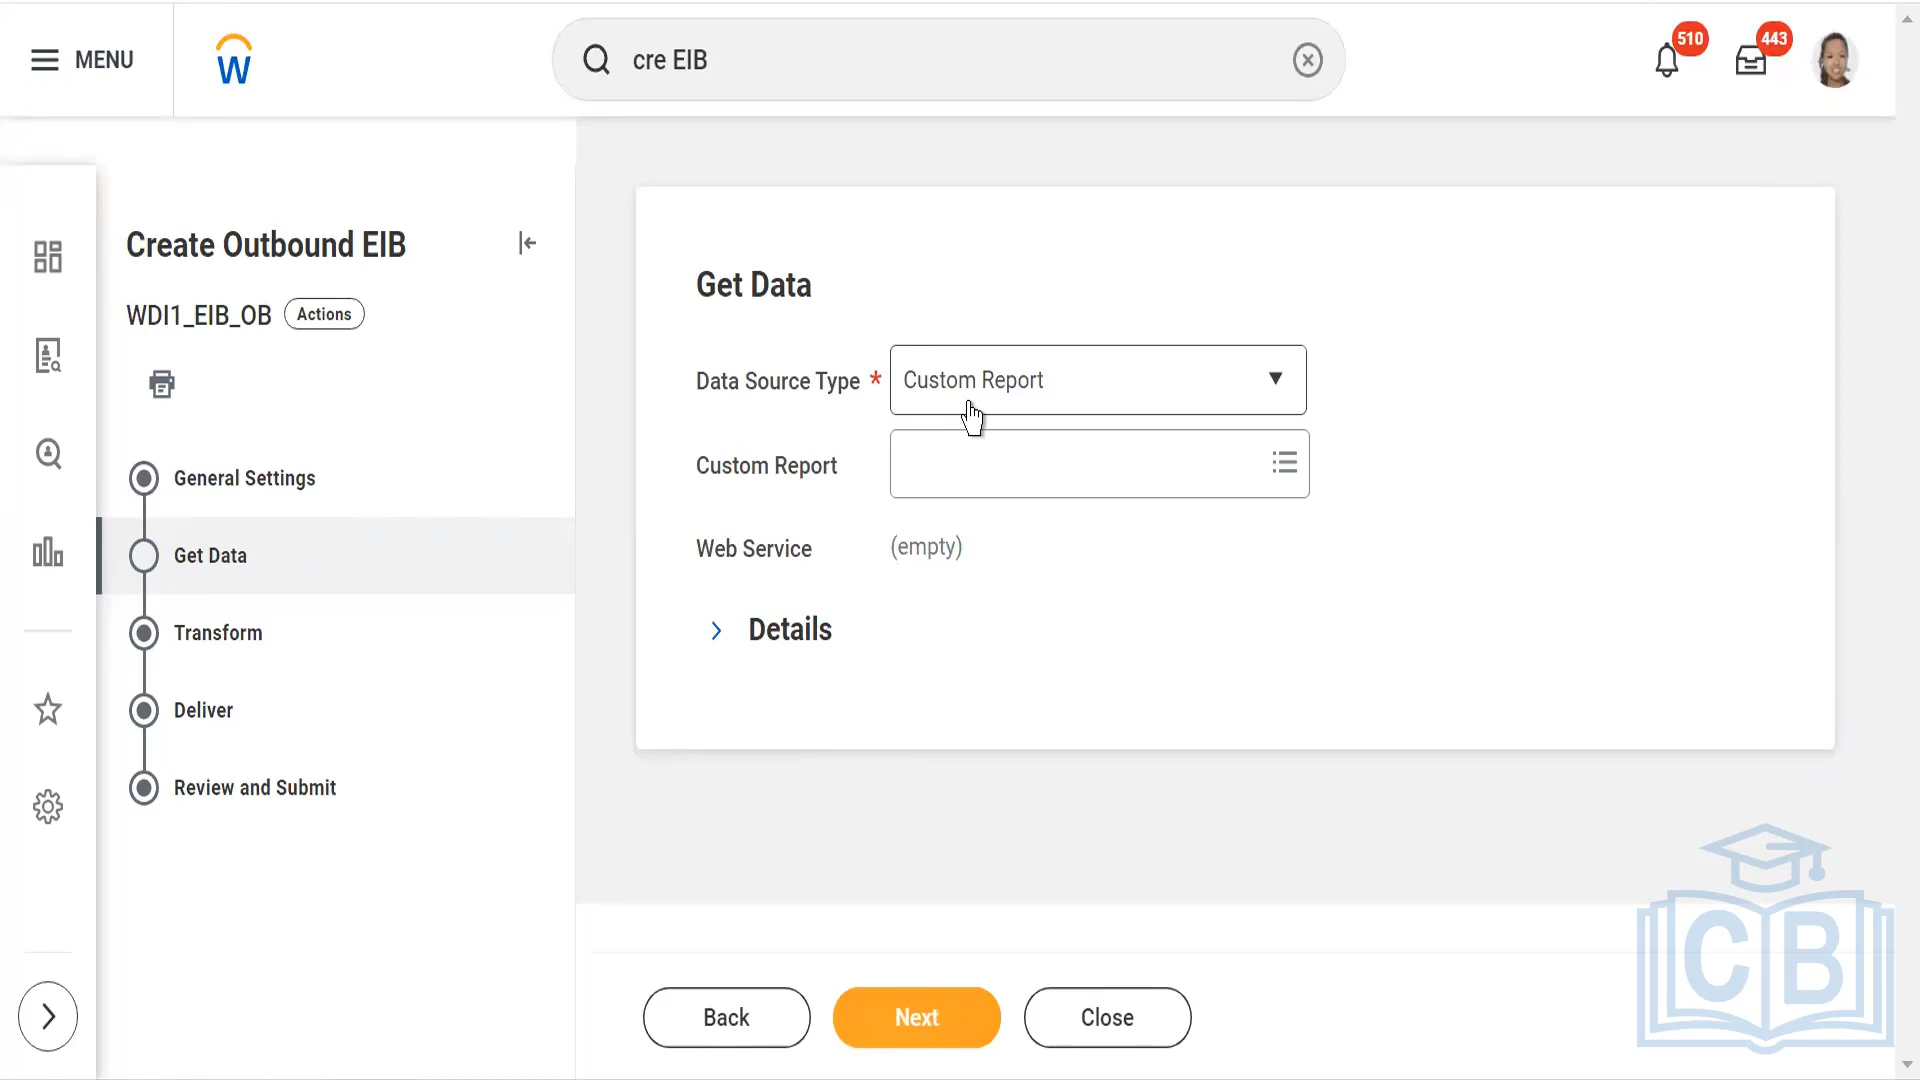 MENU
W
cre EIB
510
443
Create Outbound EIB
WDI1_EIB_OB
Actions
General Settings
Get Data
Transform
Deliver
Review and Submit
Get Data
Data Source Type *
Custom Report
Custom Report
Web Service
(empty)
Details
Back
Next
Close
CB